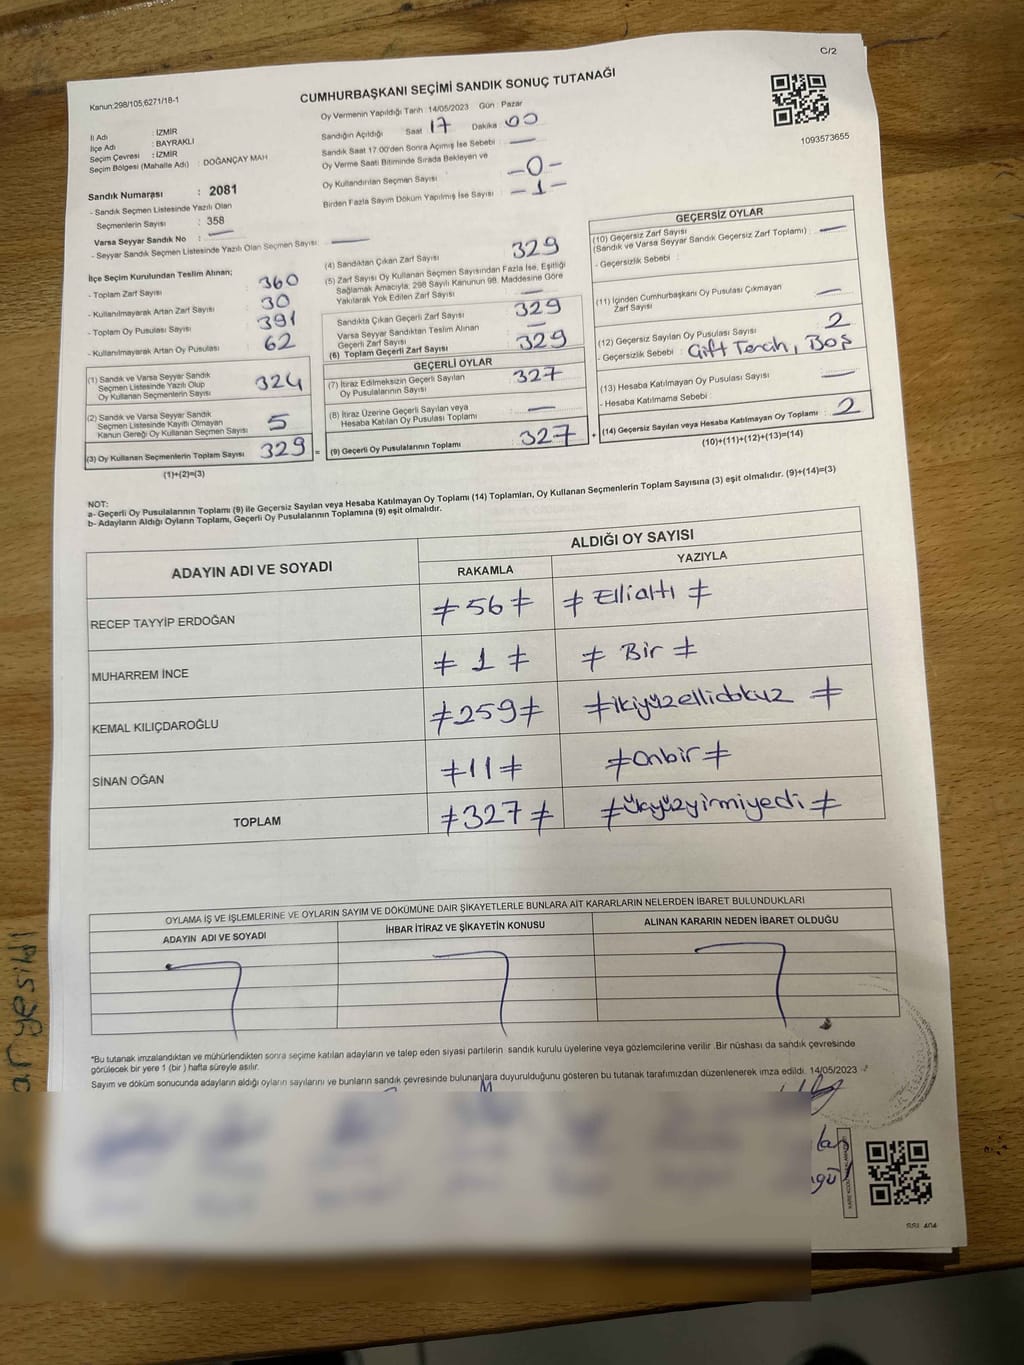 C/2
Kanun:298/105,6271/18-1
CUMHURBAŞKANI SEÇİMİ SANDIK SONUÇ TUTANAĞI
1093573655
İl Adı : İZMİR
İlçe Adı : BAYRAKLI
Seçim Çevresi : İZMİR
Seçim Bölgesi (Mahalle Adı) : DOĞANÇAY MAH
Sandık Numarası : 2081
- Sandık Seçmen Listesinde Yazılı Olan
Seçmenlerin Sayısı : 358
Varsa Seyyar Sandık No : —
- Seyyar Sandık Seçmen Listesinde Yazılı Olan Seçmen Sayısı : —
Oy Vermenin Yapıldığı Tarih : 14/05/2023 Gün : Pazar
Sandığın Açıldığı Saat 17 Dakika 00
Sandık Saat 17.00'den Sonra Açılmış İse Sebebi : —
Oy Verme Saati Bitiminde Sırada Bekleyen ve
Oy Kullandırılan Seçmen Sayısı : -0-
Birden Fazla Sayım Döküm Yapılmış İse Sayısı : -1-
İlçe Seçim Kurulundan Teslim Alınan;
- Toplam Zarf Sayısı : 360
- Kullanılmayarak Artan Zarf Sayısı : 30
- Toplam Oy Pusulası Sayısı : 391
- Kullanılmayarak Artan Oy Pusulası : 62
(1) Sandık ve Varsa Seyyar Sandık
Seçmen Listesinde Yazılı Olup
Oy Kullanan Seçmenlerin Sayısı 324
(2) Sandık ve Varsa Seyyar Sandık
Seçmen Listesinde Kayıtlı Olmayan
Kanun Gereği Oy Kullanan Seçmen Sayısı 5
(3) Oy Kullanan Seçmenlerin Toplam Sayısı 329
(1)+(2)=(3)
(4) Sandıktan Çıkan Zarf Sayısı : 329
(5) Zarf Sayısı Oy Kullanan Seçmen Sayısından Fazla İse, Eşitliği
Sağlamak Amacıyla, 298 Sayılı Kanunun 98. Maddesine Göre
Yakılarak Yok Edilen Zarf Sayısı : —
Sandıkta Çıkan Geçerli Zarf Sayısı : 329
Varsa Seyyar Sandıktan Teslim Alınan
Geçerli Zarf Sayısı : —
(6) Toplam Geçerli Zarf Sayısı : 329
GEÇERLİ OYLAR
(7) İtiraz Edilmeksizin Geçerli Sayılan
Oy Pusulalarının Sayısı : 327
(8) İtiraz Üzerine Geçerli Sayılan veya
Hesaba Katılan Oy Pusulası Toplamı : —
(9) Geçerli Oy Pusulalarının Toplamı : 327
GEÇERSİZ OYLAR
(10) Geçersiz Zarf Sayısı
(Sandık ve Varsa Seyyar Sandık Geçersiz Zarf Toplamı) : —
- Geçersizlik Sebebi :
(11) İçinden Cumhurbaşkanı Oy Pusulası Çıkmayan
Zarf Sayısı : —
(12) Geçersiz Sayılan Oy Pusulası Sayısı : 2
- Geçersizlik Sebebi : Çift Tercih, Boş
(13) Hesaba Katılmayan Oy Pusulası Sayısı : —
- Hesaba Katılmama Sebebi :
(14) Geçersiz Sayılan veya Hesaba Katılmayan Oy Toplamı : 2
(10)+(11)+(12)+(13)=(14)
NOT:
a- Geçerli Oy Pusulalarının Toplamı (9) ile Geçersiz Sayılan veya Hesaba Katılmayan Oy Toplamı (14) Toplamları, Oy Kullanan Seçmenlerin Toplam Sayısına (3) eşit olmalıdır. (9)+(14)=(3)
b- Adayların Aldığı Oyların Toplamı, Geçerli Oy Pusulalarının Toplamına (9) eşit olmalıdır.
ADAYIN ADI VE SOYADI
ALDIĞI OY SAYISI
RAKAMLA YAZIYLA
RECEP TAYYİP ERDOĞAN ≠ 56 ≠ ≠ Ellialtı ≠
MUHARREM İNCE ≠ 1 ≠ ≠ Bir ≠
KEMAL KILIÇDAROĞLU ≠259≠ ≠ikiyüzellidokuz ≠
SİNAN OĞAN ≠11≠ ≠onbir≠
TOPLAM ≠327≠ ≠üçyüzyirmiyedi≠
OYLAMA İŞ VE İŞLEMLERİNE VE OYLARIN SAYIM VE DÖKÜMÜNE DAİR ŞİKAYETLERLE BUNLARA AİT KARARLARIN NELERDEN İBARET BULUNDUKLARI
ADAYIN ADI VE SOYADI İHBAR İTİRAZ VE ŞİKAYETİN KONUSU ALINAN KARARIN NEDEN İBARET OLDUĞU
*Bu tutanak imzalandıktan ve mühürlendikten sonra seçime katılan adayların ve talep eden siyasi partilerin sandık kurulu üyelerine veya gözlemcilerine verilir .Bir nüshası da sandık çevresinde
görülecek bir yere 1 (bir ) hafta süreyle asılır.
Sayım ve döküm sonucunda adayların aldığı oyların sayılarını ve bunların sandık çevresinde bulunanlara duyurulduğunu gösteren bu tutanak tarafımızdan düzenlenerek imza edildi. 14/05/2023